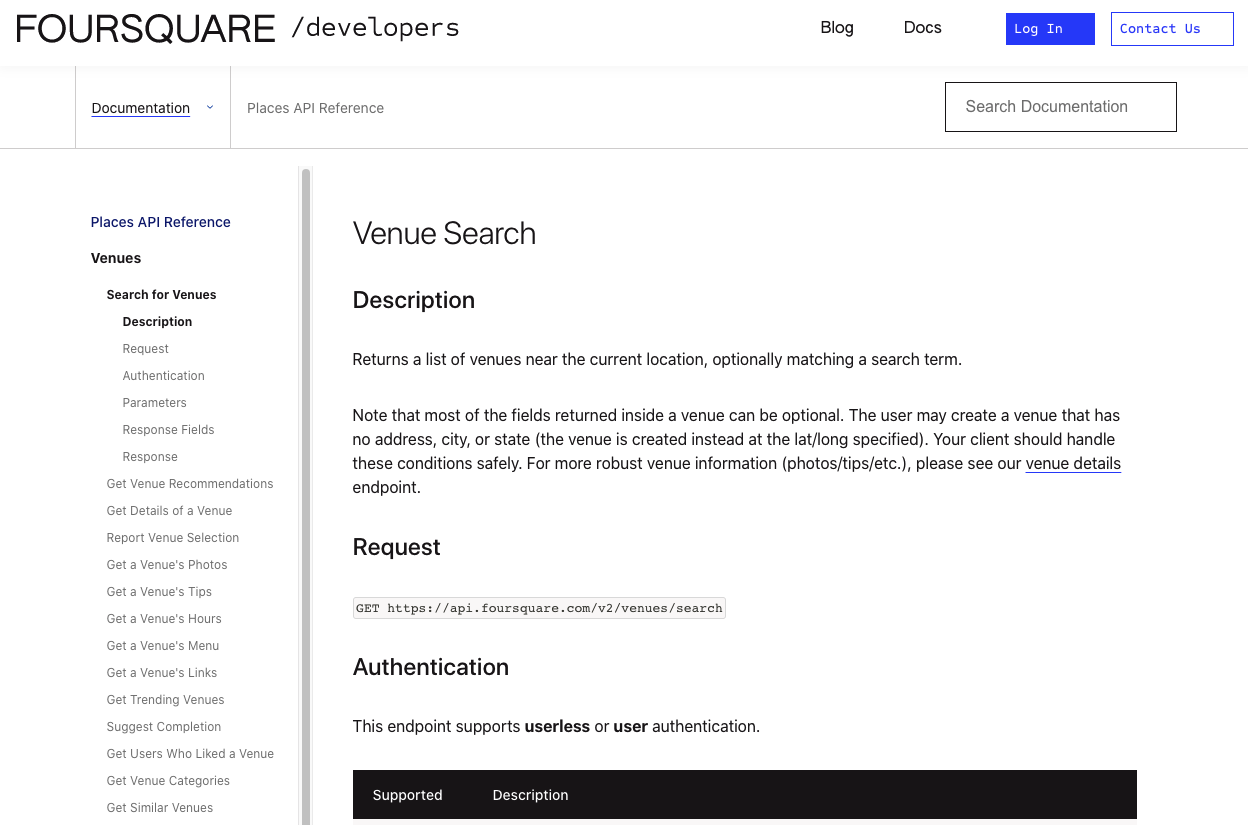 FOURSQUARE /developers
Blog
Docs
Log In
Contact Us
Documentation
Places API Reference
Search Documentation
Places API Reference
Venues
Search for Venues
Description
Request
Authentication
Parameters
Response Fields
Response
Get Venue Recommendations
Get Details of a Venue
Report Venue Selection
Get a Venue's Photos
Get a Venue's Tips
Get a Venue's Hours
Get a Venue's Menu
Get a Venue's Links
Get Trending Venues
Suggest Completion
Get Users Who Liked a Venue
Get Venue Categories
Get Similar Venues
Venue Search
Description
Returns a list of venues near the current location, optionally matching a search term.
Note that most of the fields returned inside a venue can be optional. The user may create a venue that has
no address, city, or state (the venue is created instead at the lat/long specified). Your client should handle
these conditions safely. For more robust venue information (photos/tips/etc.), please see our venue details
endpoint.
Request
GET https://api.foursquare.com/v2/venues/search
Authentication
This endpoint supports userless or user authentication.
Supported
Description